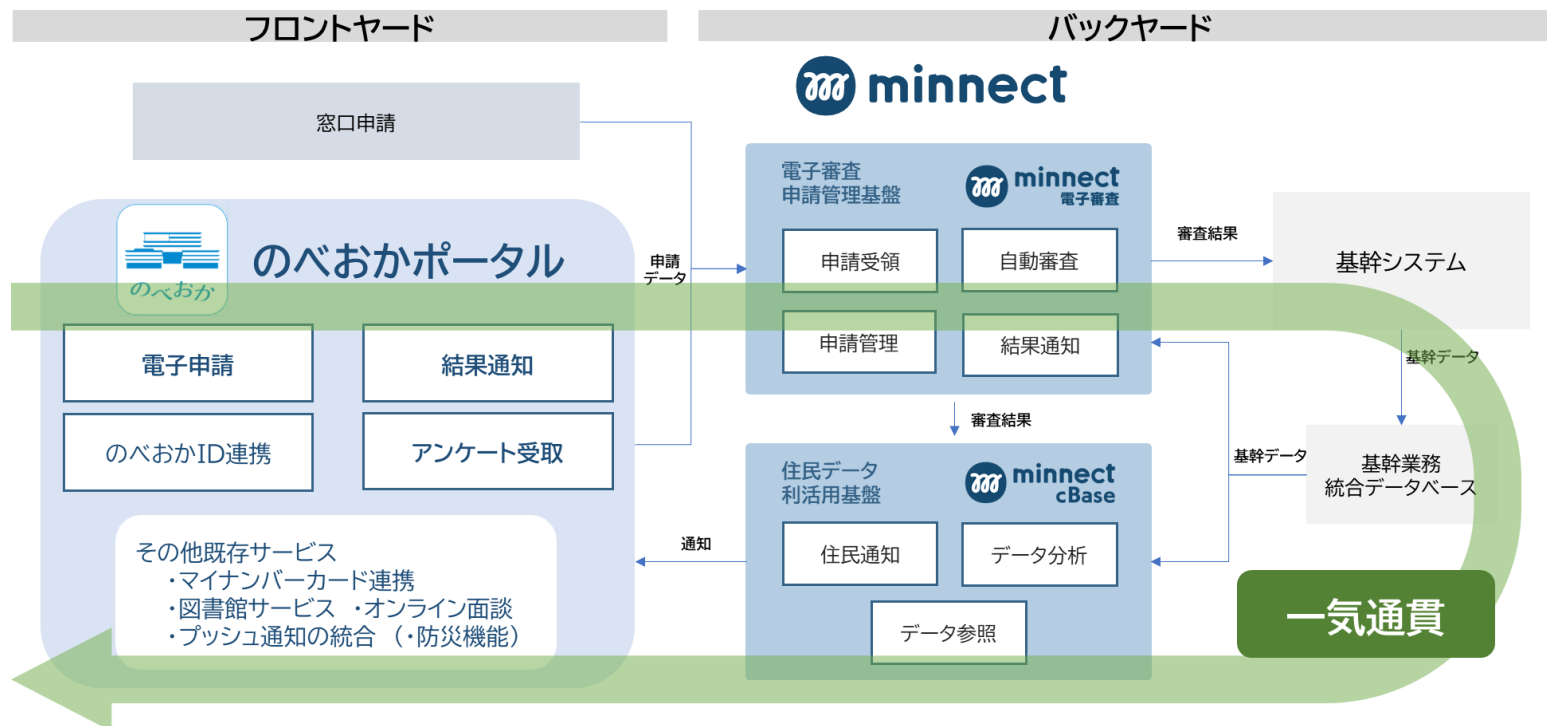 フロントヤード
バックヤード
minnect
窓口申請
のべおか
のべおかポータル
電子申請
結果通知
のべおかID連携
アンケート受取
その他既存サービス
・マイナンバーカード連携
・図書館サービス ・オンライン面談
・プッシュ通知の統合 （・防災機能）
申請
データ
電子審査
申請管理基盤
minnect
電子審査
申請受領
自動審査
申請管理
結果通知
審査結果
基幹システム
基幹データ
審査結果
住民データ
利活用基盤
minnect
cBase
住民通知
データ分析
データ参照
通知
基幹データ
基幹業務
統合データベース
一気通貫